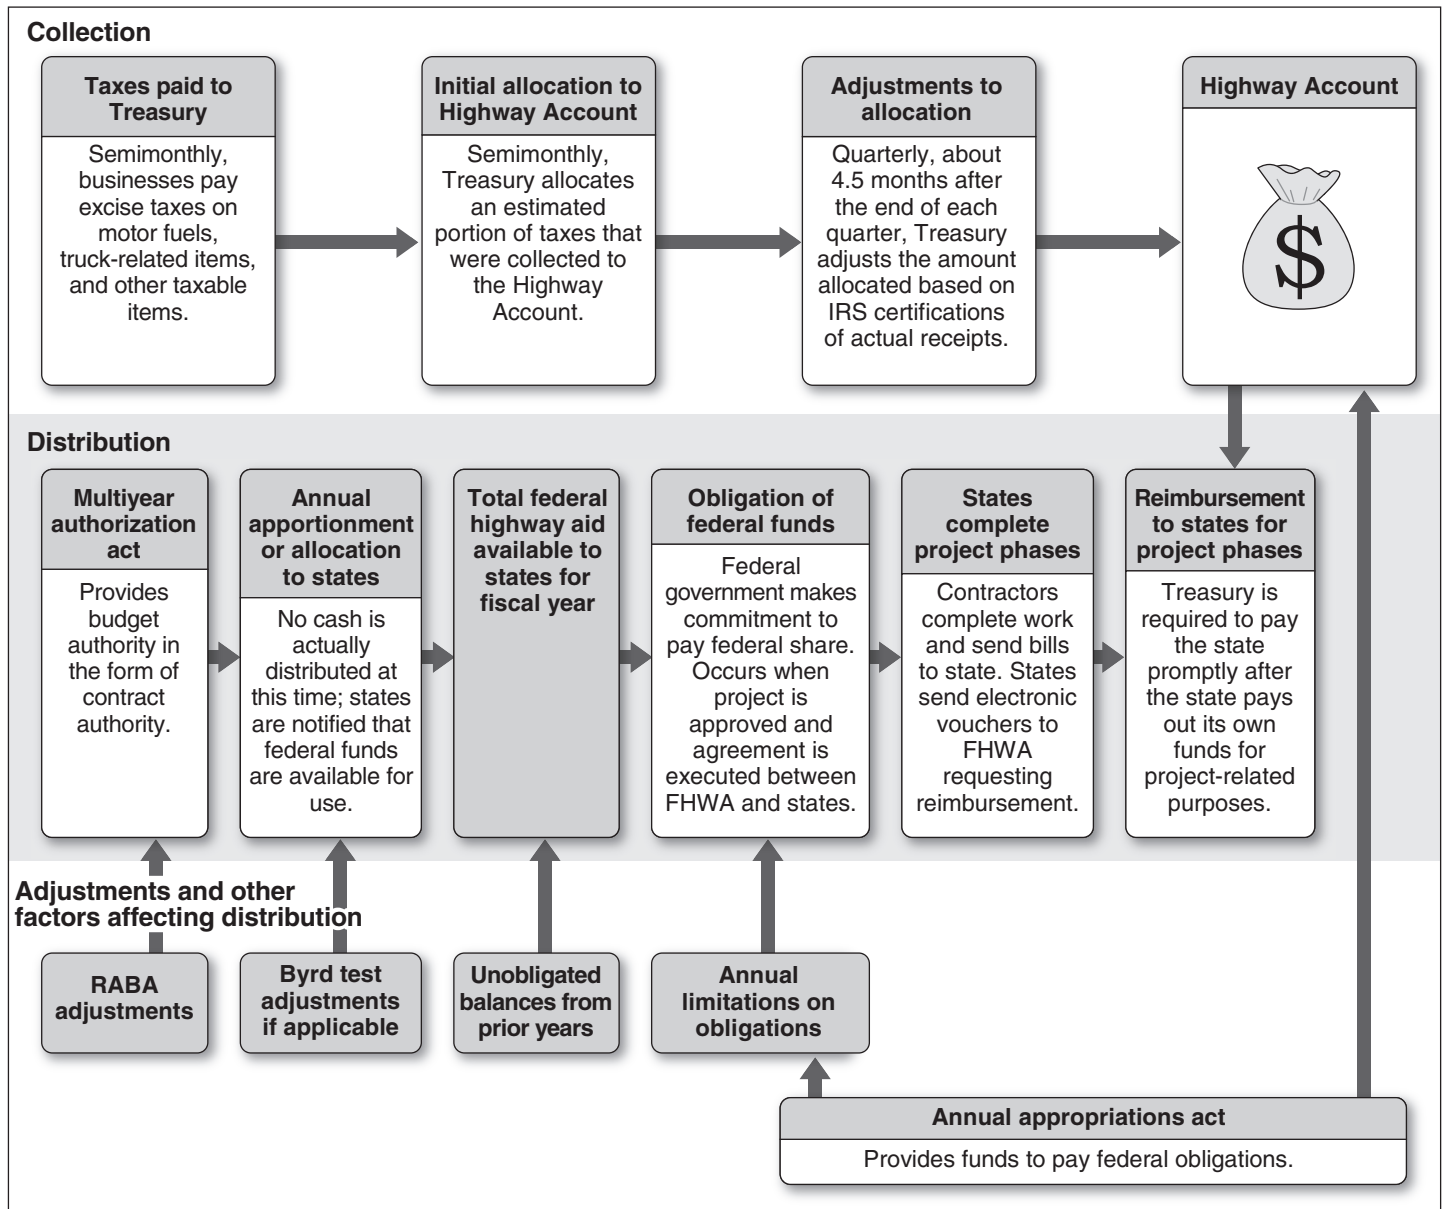 Collection
Taxes paid to
Treasury
Semimonthly,
businesses pay
excise taxes on
motor fuels,
truck-related items,
and other taxable
items.
Initial allocation to
Highway Account
Semimonthly,
Treasury allocates
an estimated
portion of taxes that
were collected to
the Highway
Account.
Adjustments to
allocation
Quarterly, about
4.5 months after
the end of each
quarter, Treasury
adjusts the amount
allocated based on
IRS certifications
of actual receipts.
Highway Account
$
Distribution
Multiyear
authorization
act
Provides
budget
authority in
the form of
contract
authority.
Annual
apportionment
or allocation
to states
No cash is
actually
distributed at
this time; states
are notified that
federal funds
are available for
use.
Total federal
highway aid
available to
states for
fiscal year
Obligation of
federal funds
Federal
government makes
commitment to
pay federal share.
Occurs when
project is
approved and
agreement is
executed between
FHWA and states.
States
complete
project phases
Contractors
complete work
and send bills
to state. States
send electronic
vouchers to
FHWA
requesting
reimbursement.
Reimbursement
to states for
project phases
Treasury is
required to pay
the state
promptly after
the state pays
out its own
funds for
project-related
purposes.
Adjustments and other
factors affecting distribution
RABA
adjustments
Byrd test
adjustments
if applicable
Unobligated
balances from
prior years
Annual
limitations on
obligations
Annual appropriations act
Provides funds to pay federal obligations.